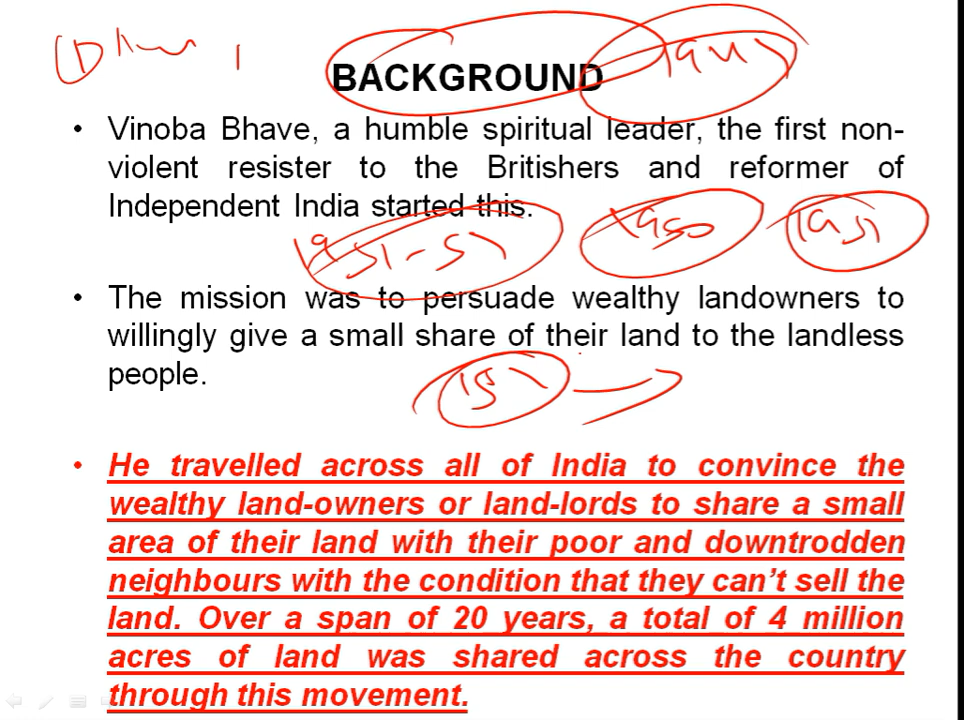 BACKGROUND
• Vinoba Bhave, a humble spiritual leader, the first non-
violent resister to the Britishers and reformer of
Independent India started this.
1951-51
1950
1951
• The mission was to persuade wealthy landowners to
willingly give a small share of their land to the landless
people.
• He travelled across all of India to convince the
wealthy land-owners or land-lords to share a small
area of their land with their poor and downtrodden
neighbours with the condition that they can’t sell the
land. Over a span of 20 years, a total of 4 million
acres of land was shared across the country
through this movement.